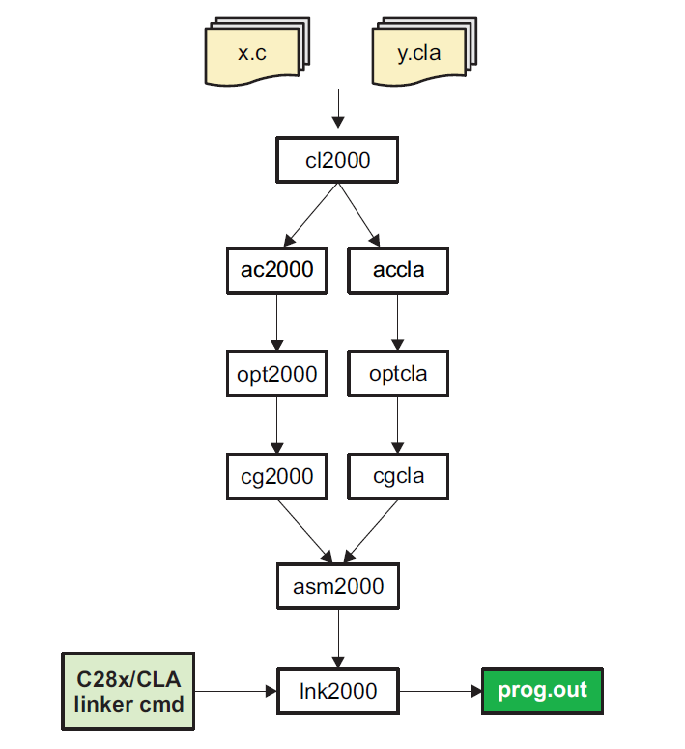 x.c
y.cla
cl2000
ac2000
accla
opt2000
optcla
cg2000
cgcla
asm2000
C28x/CLA
linker cmd
lnk2000
prog.out